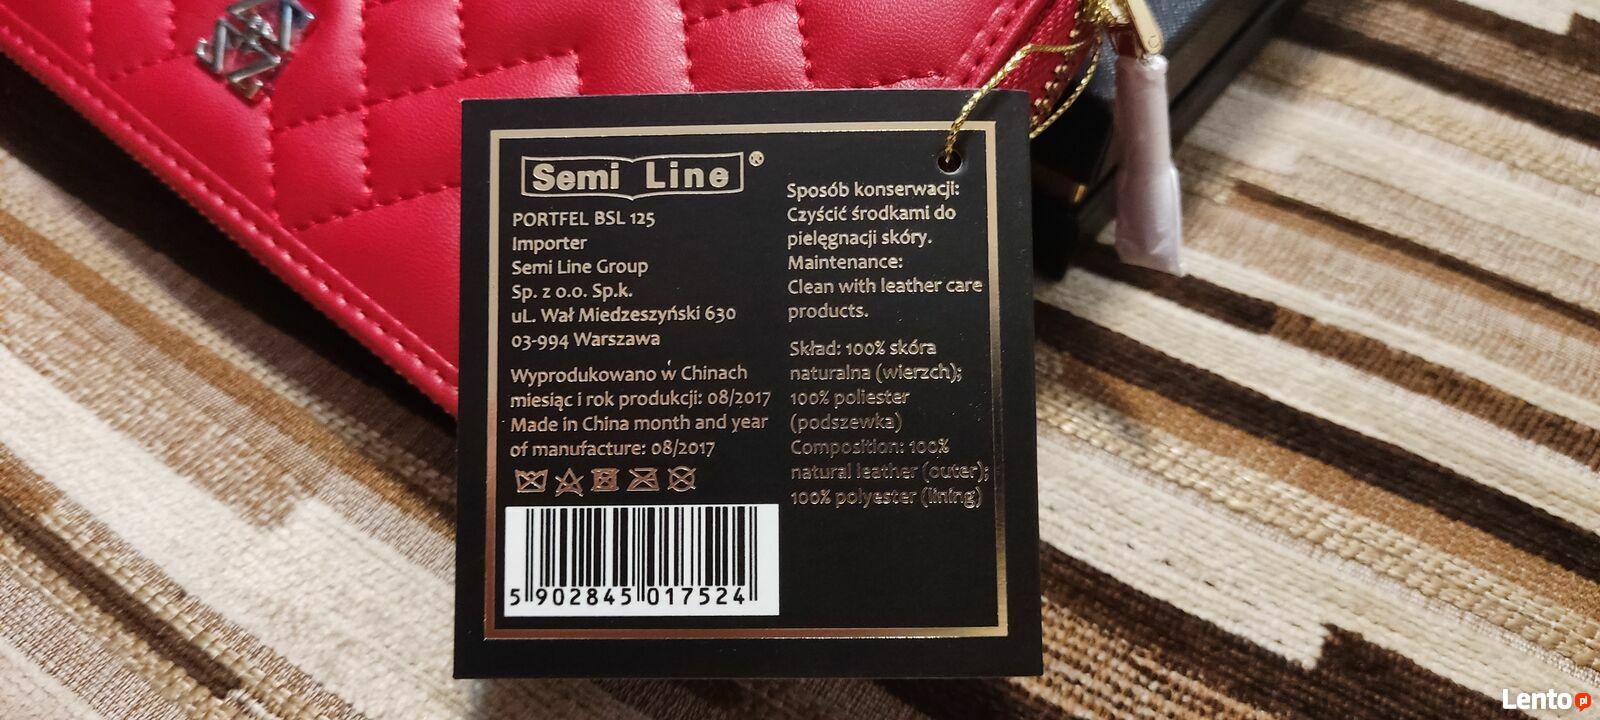 Semi Line ®
PORTFEL BSL 125
Importer
Semi Line Group
Sp. z o.o. Sp.k.
uL. Wał Miedzeszyński 630
03-994 Warszawa
Wyprodukowano w Chinach
miesiąc i rok produkcji: 08/2017
Made in China month and year
of manufacture: 08/2017
5 902845 017524
Sposób konserwacji:
Czyścić środkami do
pielęgnacji skóry.
Maintenance:
Clean with leather care
products.
Skład: 100% skóra
naturalna (wierzch);
100% poliester
(podszewka)
Composition: 100%
natural leather (outer);
100% polyester (lining)
Lento pl